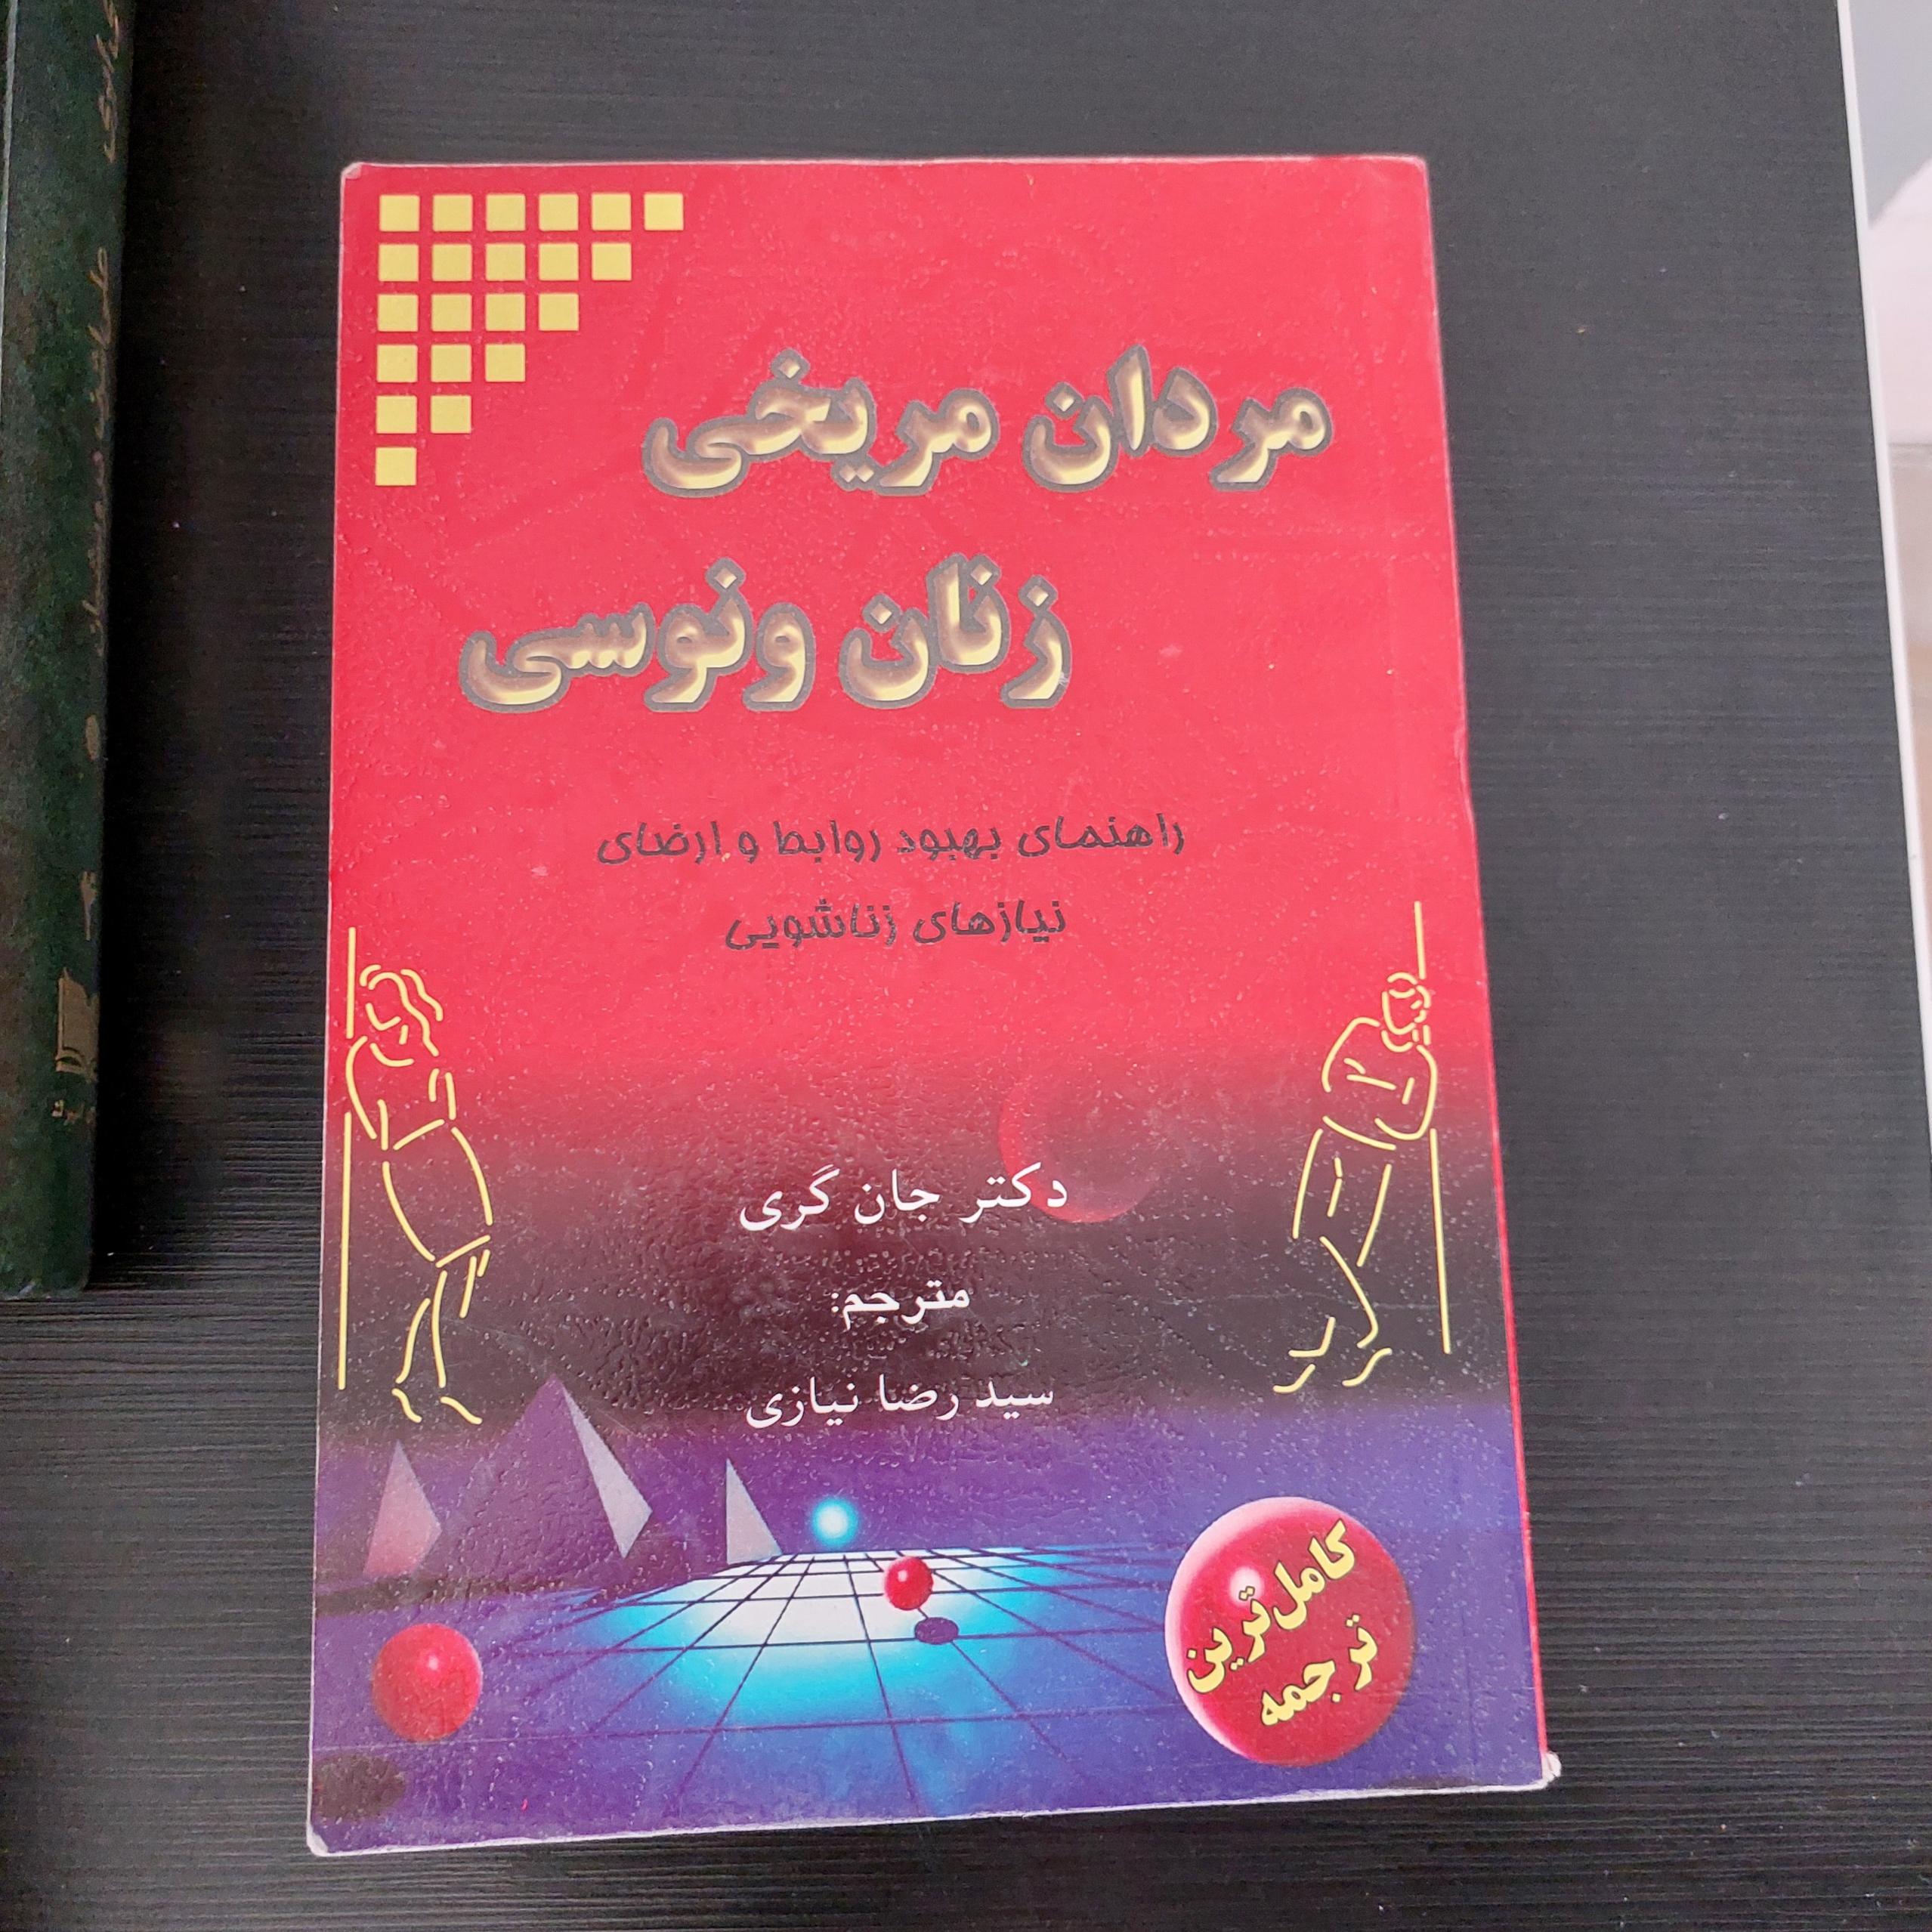 مردان مریخی
زنان ونوسی
راهنمای بهبود روابط و ارضای
نیازهای زناشویی
دکتر جان گری
مترجم:
سید رضا نیازی
کامل‌ترین
ترجمه